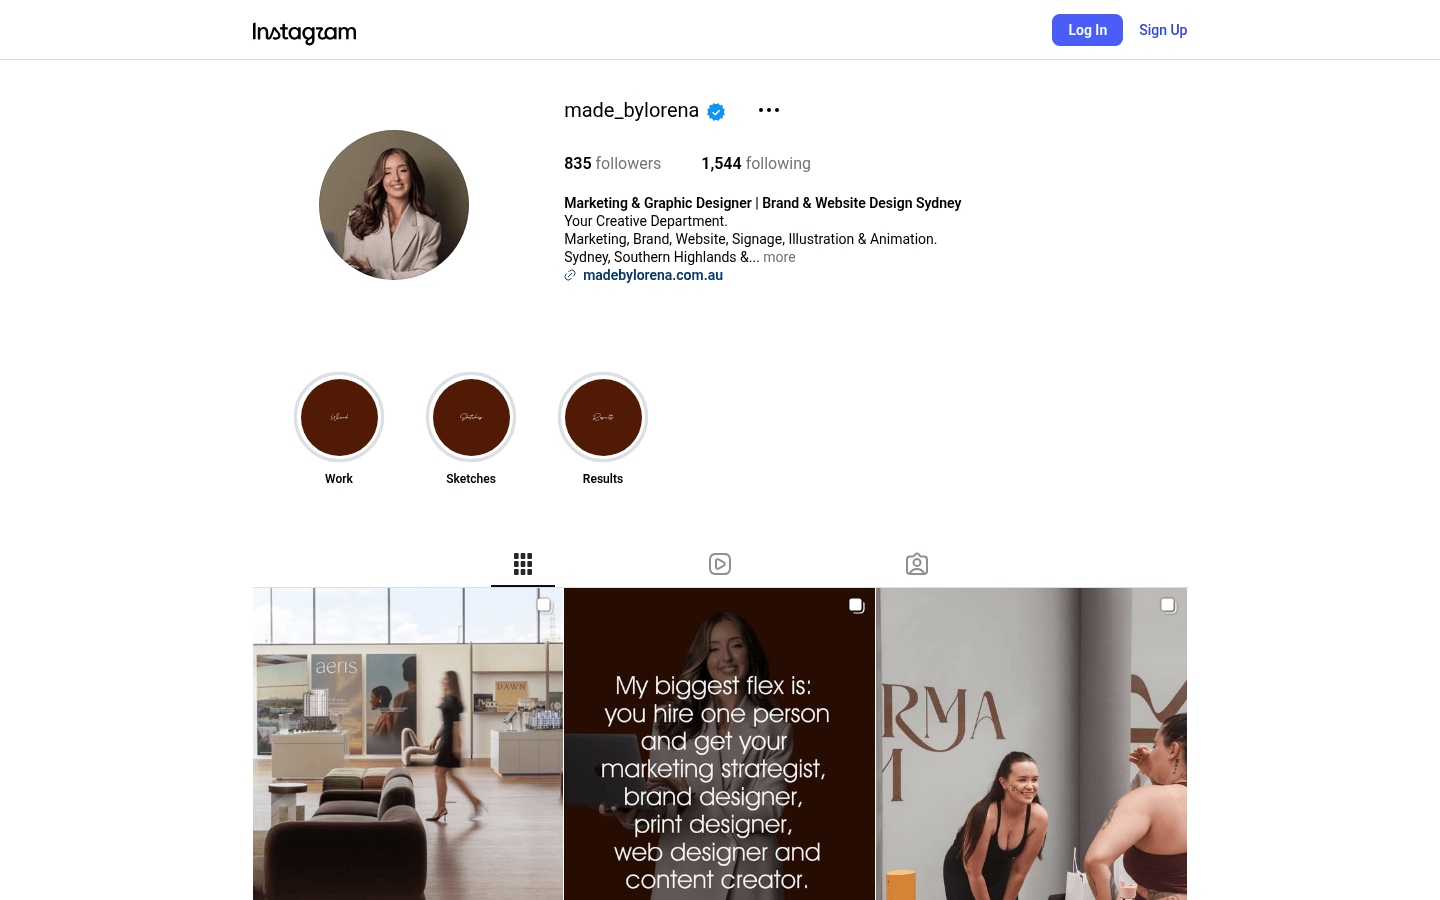 Instagram
Log In
Sign Up
made_bylorena
835 followers 1,544 following
Marketing & Graphic Designer | Brand & Website Design Sydney
Your Creative Department.
Marketing, Brand, Website, Signage, Illustration & Animation.
Sydney, Southern Highlands &... more
madebylorena.com.au
Sketches
Results
Work
Sketches
Results
aeris
DAWN
My biggest flex is:
you hire one person
and get your
marketing strategist,
brand designer,
print designer,
web designer and
content creator.
RMA